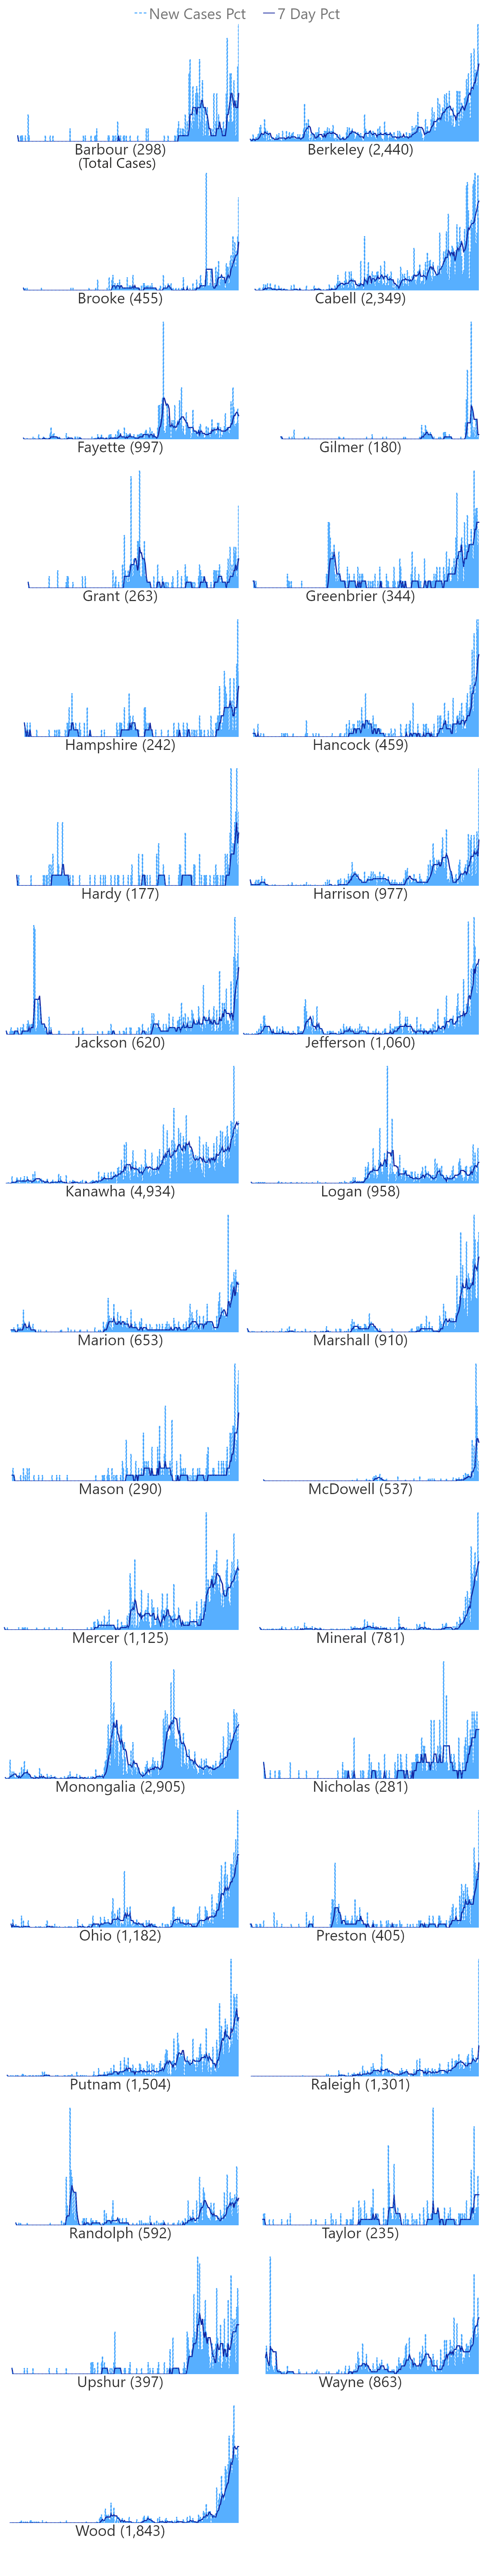 New Cases Pct 7 Day Pct
Barbour (298)
(Total Cases)
Berkeley (2,440)
Brooke (455)
Cabell (2,349)
Fayette (997)
Gilmer (180)
Grant (263)
Greenbrier (344)
Hampshire (242)
Hancock (459)
Hardy (177)
Harrison (977)
Jackson (620)
Jefferson (1,060)
Kanawha (4,934)
Logan (958)
Marion (653)
Marshall (910)
Mason (290)
McDowell (537)
Mercer (1,125)
Mineral (781)
Monongalia (2,905)
Nicholas (281)
Ohio (1,182)
Preston (405)
Putnam (1,504)
Raleigh (1,301)
Randolph (592)
Taylor (235)
Upshur (397)
Wayne (863)
Wood (1,843)